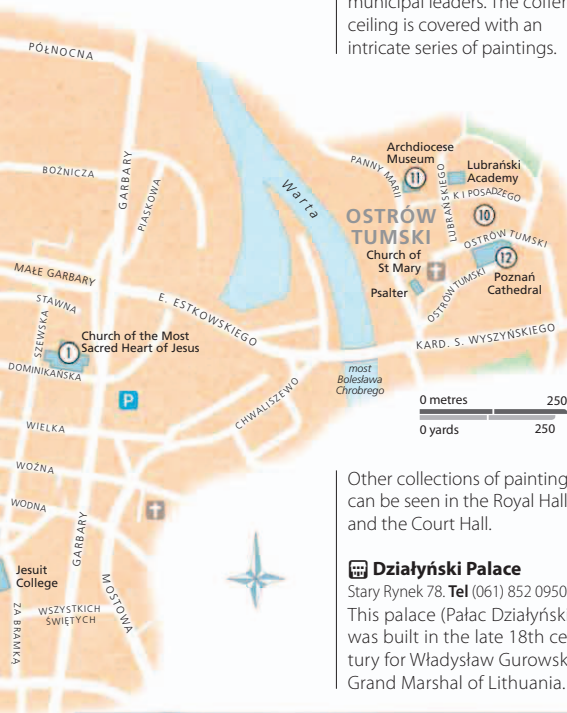 municipal leaders. The coffer
ceiling is covered with an
intricate series of paintings.
PÓŁNOCNA
BOŻNICZA
GARBARY
PIASKOWA
Warta
PANNY MARII
Archdiocese
Museum
11
Lubrański
Academy
LUBRAŃSKIEGO
K I POSADZEGO
10
OSTRÓW
TUMSKI
OSTRÓW TUMSKI
12
Poznań
Cathedral
Church of
St Mary
Psalter
OSTRÓW TUMSKI
MAŁE GARBARY
E. ESTKOWSKIEGO
KARD. S. WYSZYŃSKIEGO
STAWNA
SZEWSKA
1
Church of the Most
Sacred Heart of Jesus
DOMINIKAŃSKA
P
most
Bolesława
Chrobrego
CHWALISZEWO
0 metres 250
0 yards 250
WIELKA
WOŹNA
WODNA
GARBARY
MOSTOWA
Jesuit
College
ZA BRAMKĄ
WSZYSTKICH
ŚWIĘTYCH
Other collections of painting
can be seen in the Royal Hall
and the Court Hall.
Działyński Palace
Stary Rynek 78. Tel (061) 852 0950
This palace (Pałac Działyńsk
was built in the late 18th ce
tury for Władysław Gurowsk
Grand Marshal of Lithuania.